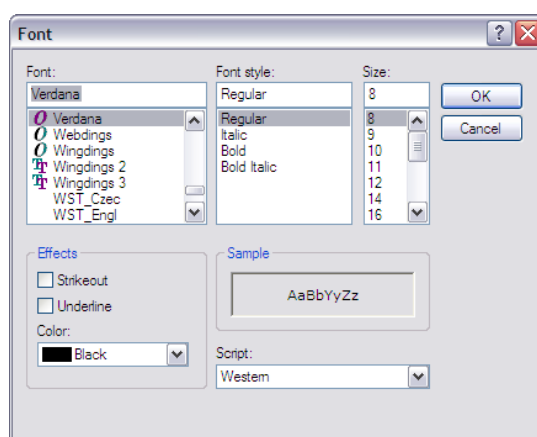 Font
Font:
Font style:
Size:
Verdana
Regular
8
OK
Cancel
Verdana
Webdings
Wingdings
Wingdings 2
Wingdings 3
WST_Czec
WST_Engl
Regular
Italic
Bold
Bold Italic
8
9
10
11
12
14
16
Effects
Strikeout
Underline
Color:
Black
Sample
AaBbYyZz
Script:
Western